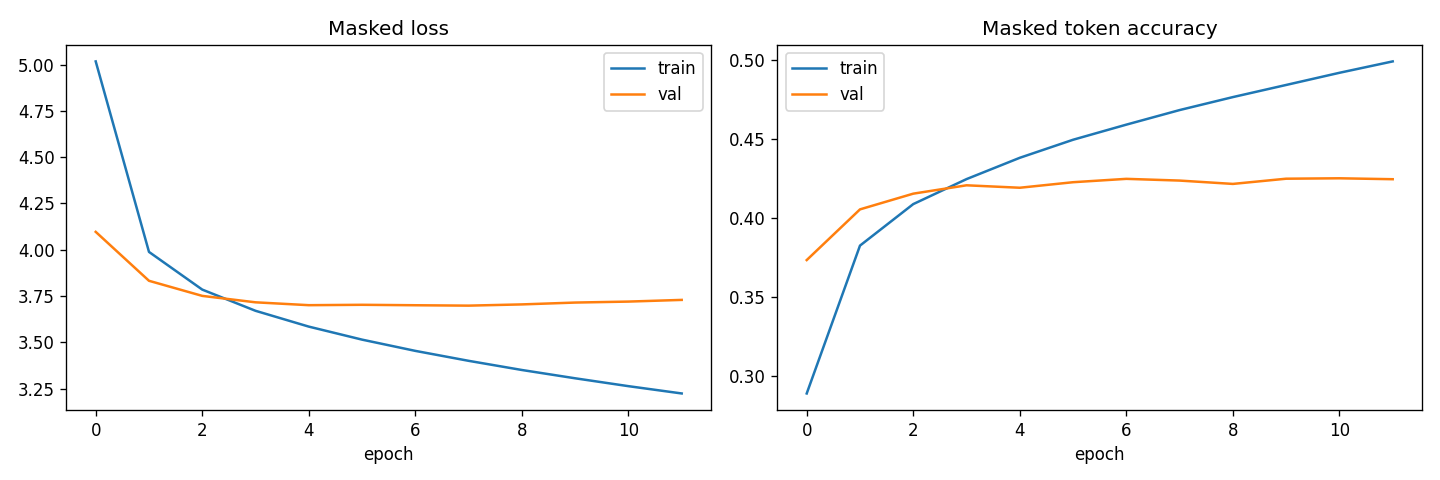 Masked loss
5.00
4.75
4.50
4.25
4.00
3.75
3.50
3.25
0 2 4 6 8 10
epoch
train
val
Masked token accuracy
0.50
0.45
0.40
0.35
0.30
0 2 4 6 8 10
epoch
train
val